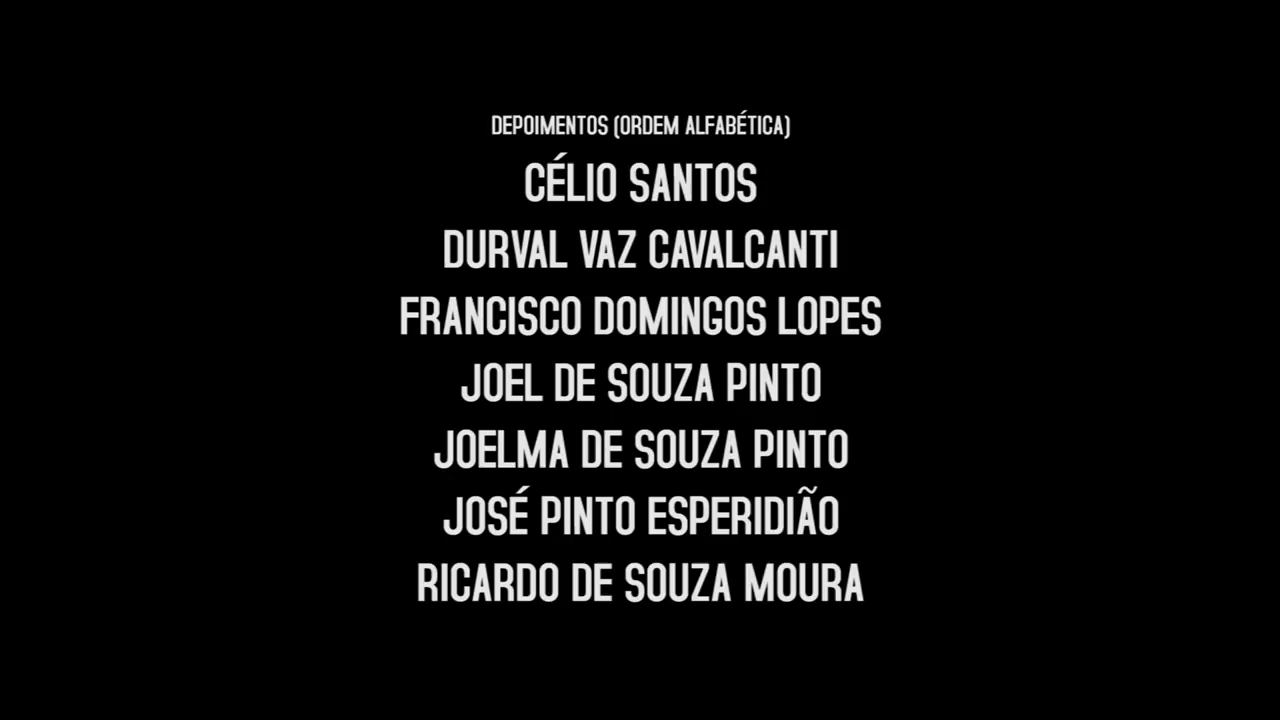 DEPOIMENTOS (ORDEM ALFABÉTICA)
CÉLIO SANTOS
DURVAL VAZ CAVALCANTI
FRANCISCO DOMINGOS LOPES
JOEL DE SOUZA PINTO
JOELMA DE SOUZA PINTO
JOSÉ PINTO ESPERIDIÃO
RICARDO DE SOUZA MOURA